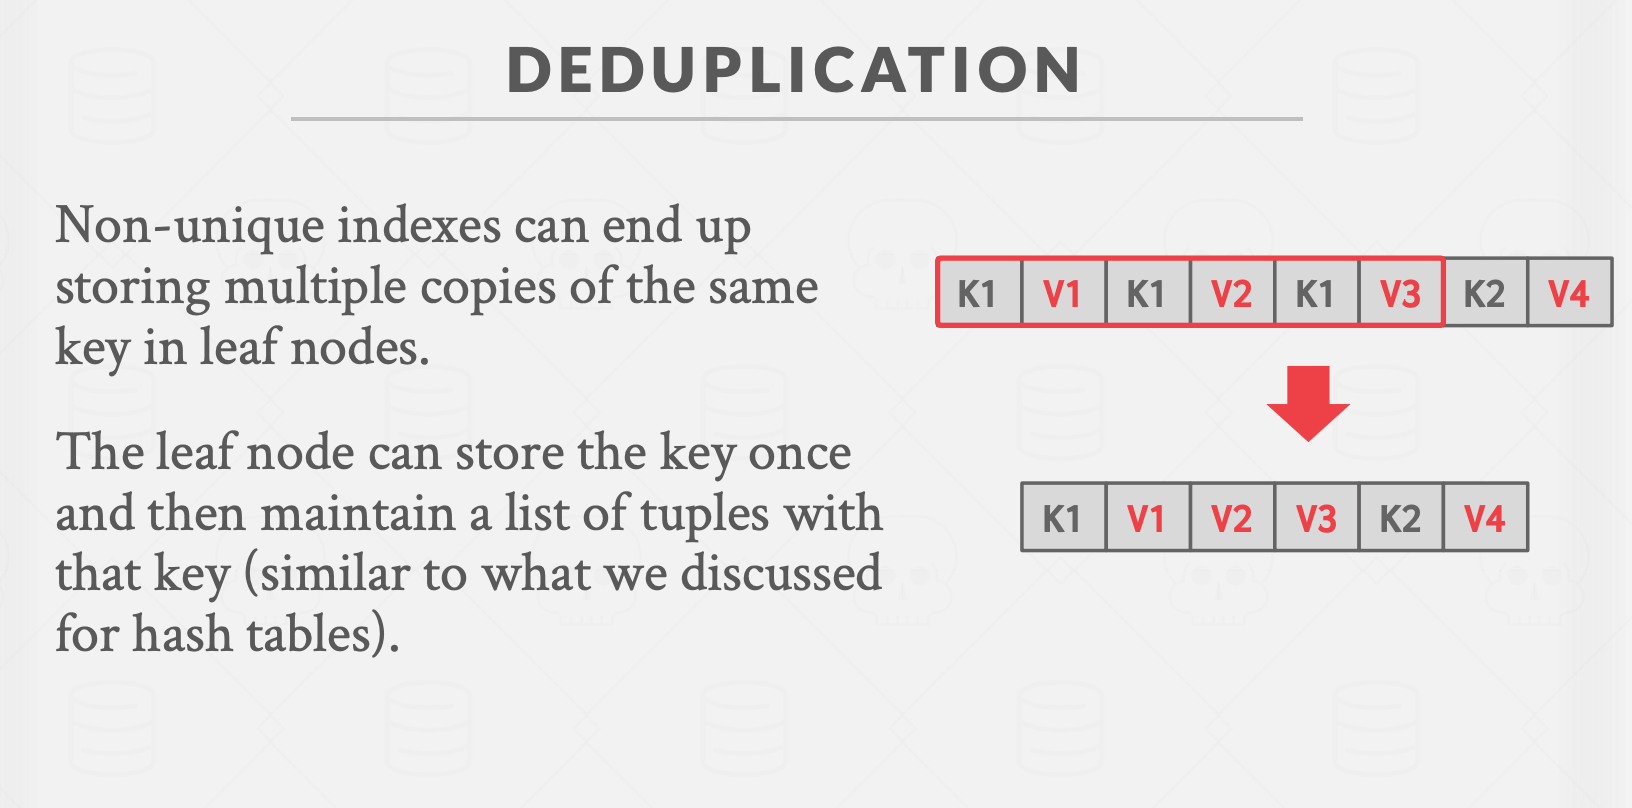 DEDUPLICATION
Non-unique indexes can end up
storing multiple copies of the same
key in leaf nodes.
The leaf node can store the key once
and then maintain a list of tuples with
that key (similar to what we discussed
for hash tables).
K1 V1 K1 V2 K1 V3 K2 V4
K1 V1 V2 V3 K2 V4